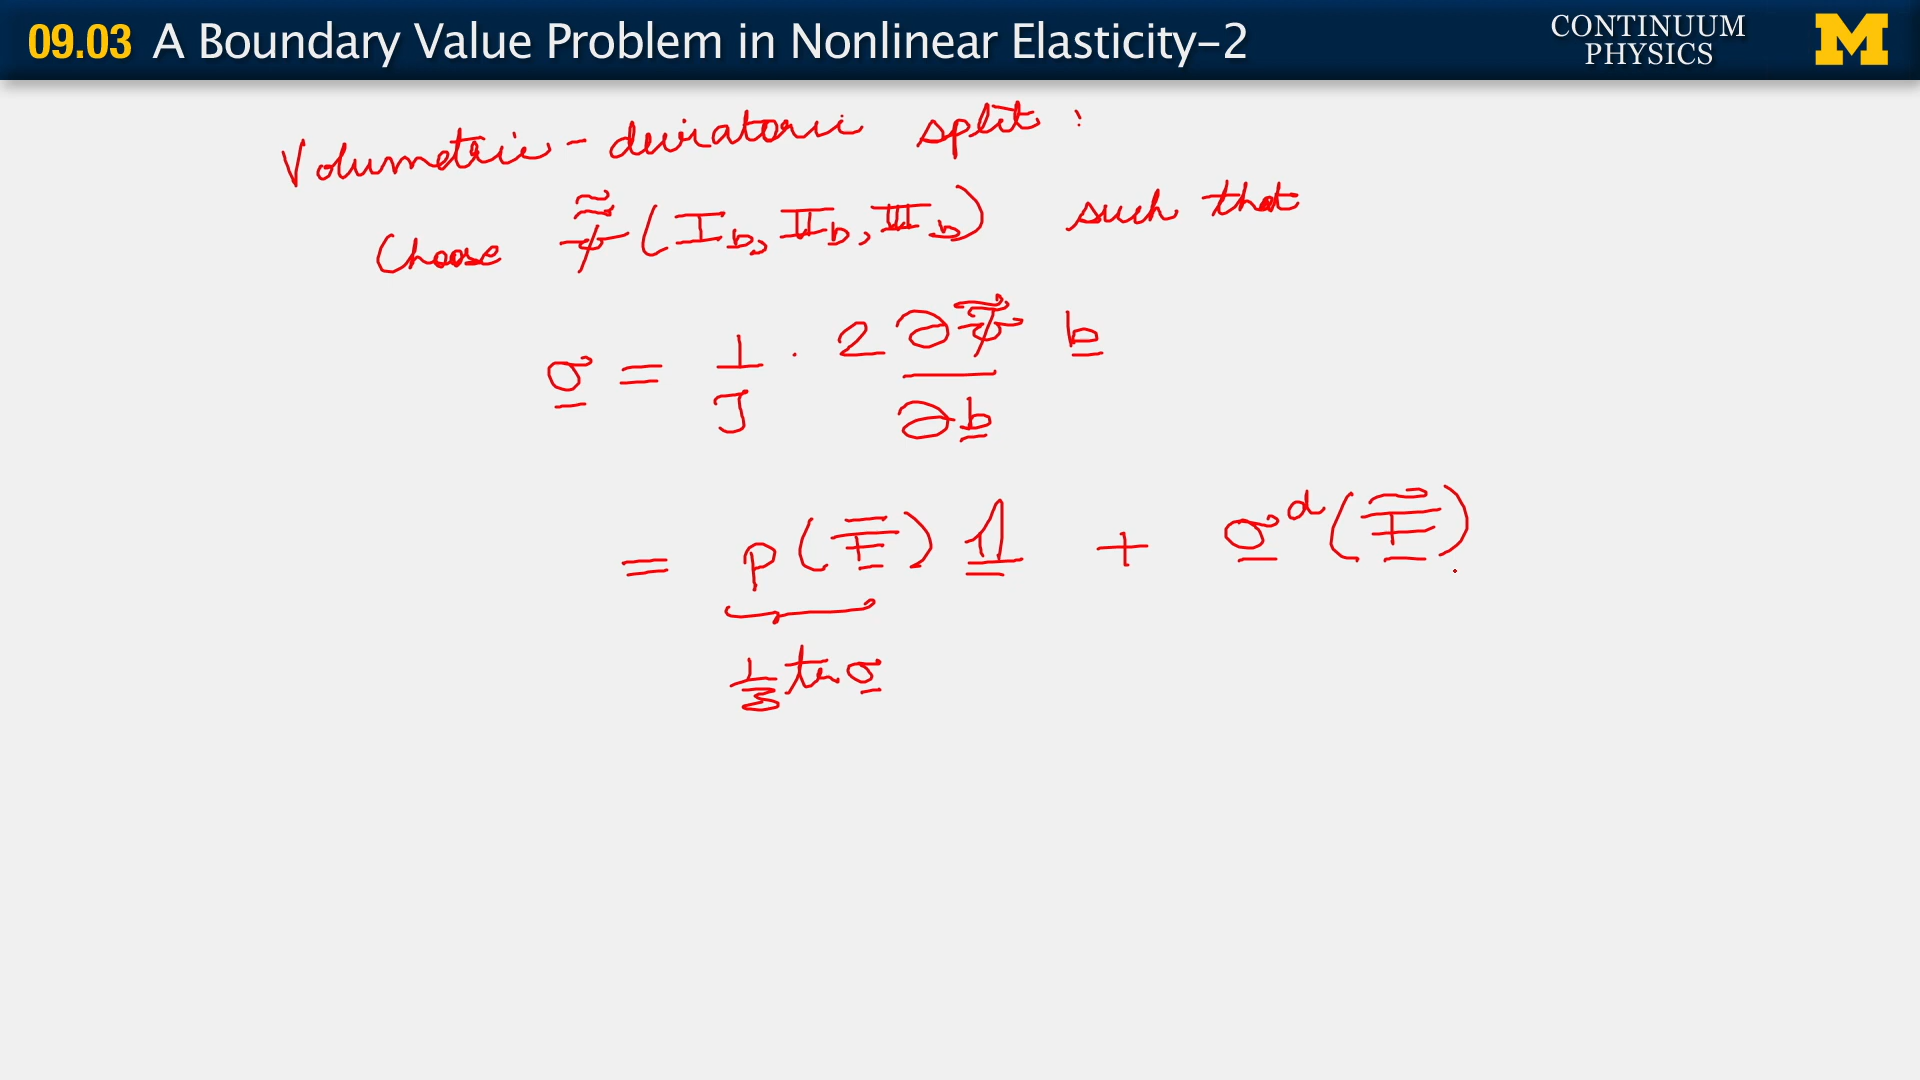 09.03 A Boundary Value Problem in Nonlinear Elasticity-2
CONTINUUM
PHYSICS
M
Volumetric - deviatoric split:
Choose ψ̃̃ (I_b, II_b, III_b) such that
σ = 1/J · 2 ∂ψ̃̃/∂b b
= p(F̿) 𝟙 + σᵈ(F̃̄)
1/3 tr σ